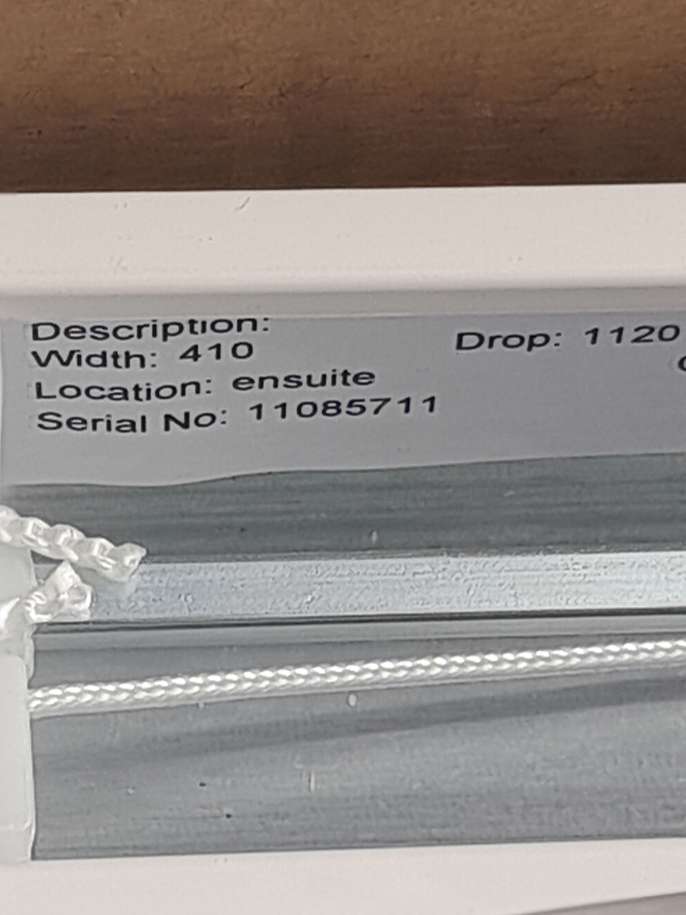 Description:
Width: 410
Drop: 1120
Location: ensuite
Serial No: 11085711